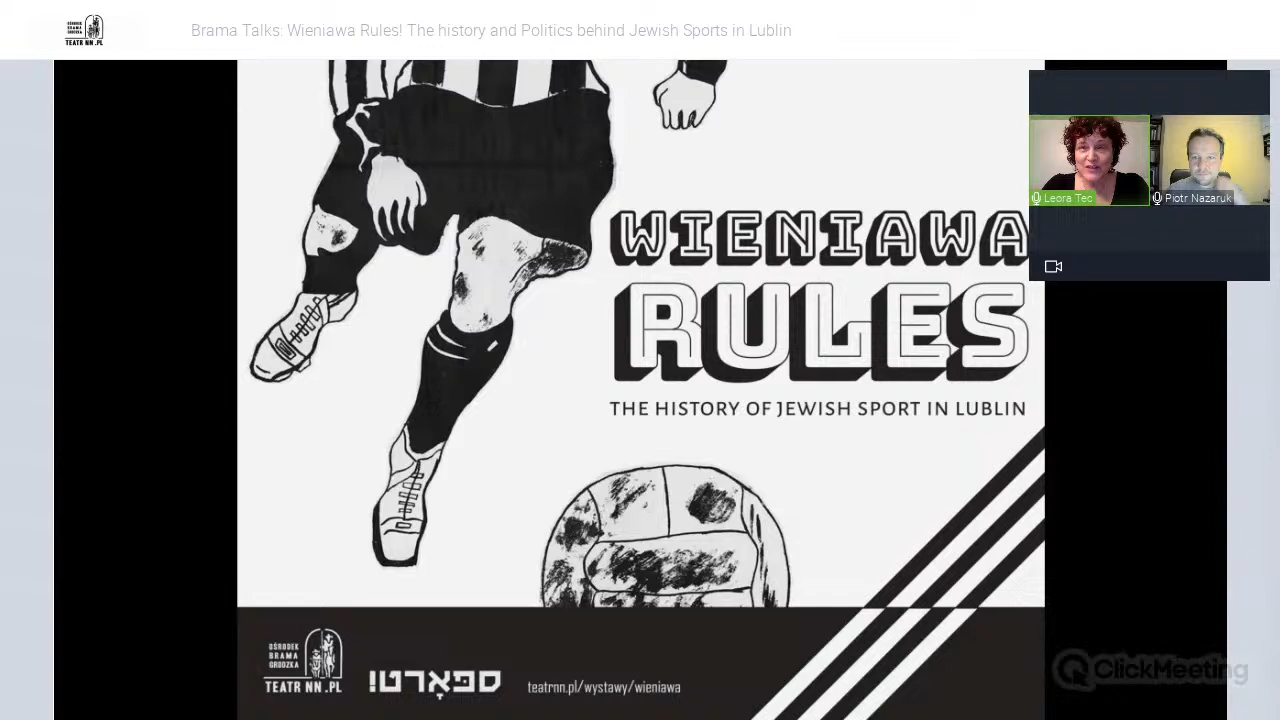 OŚRODEK
BRAMA
GRODZKA
TEATR NN .PL
Brama Talks: Wieniawa Rules! The history and Politics behind Jewish Sports in Lublin
Leora Tec
Piotr Nazaruk
WIENIAWA
RULES
THE HISTORY OF JEWISH SPORT IN LUBLIN
OŚRODEK
BRAMA
GRODZKA
TEATR NN .PL
ספּאָרטו!
teatrnn.pl/wystawy/wieniawa
ClickMeeting